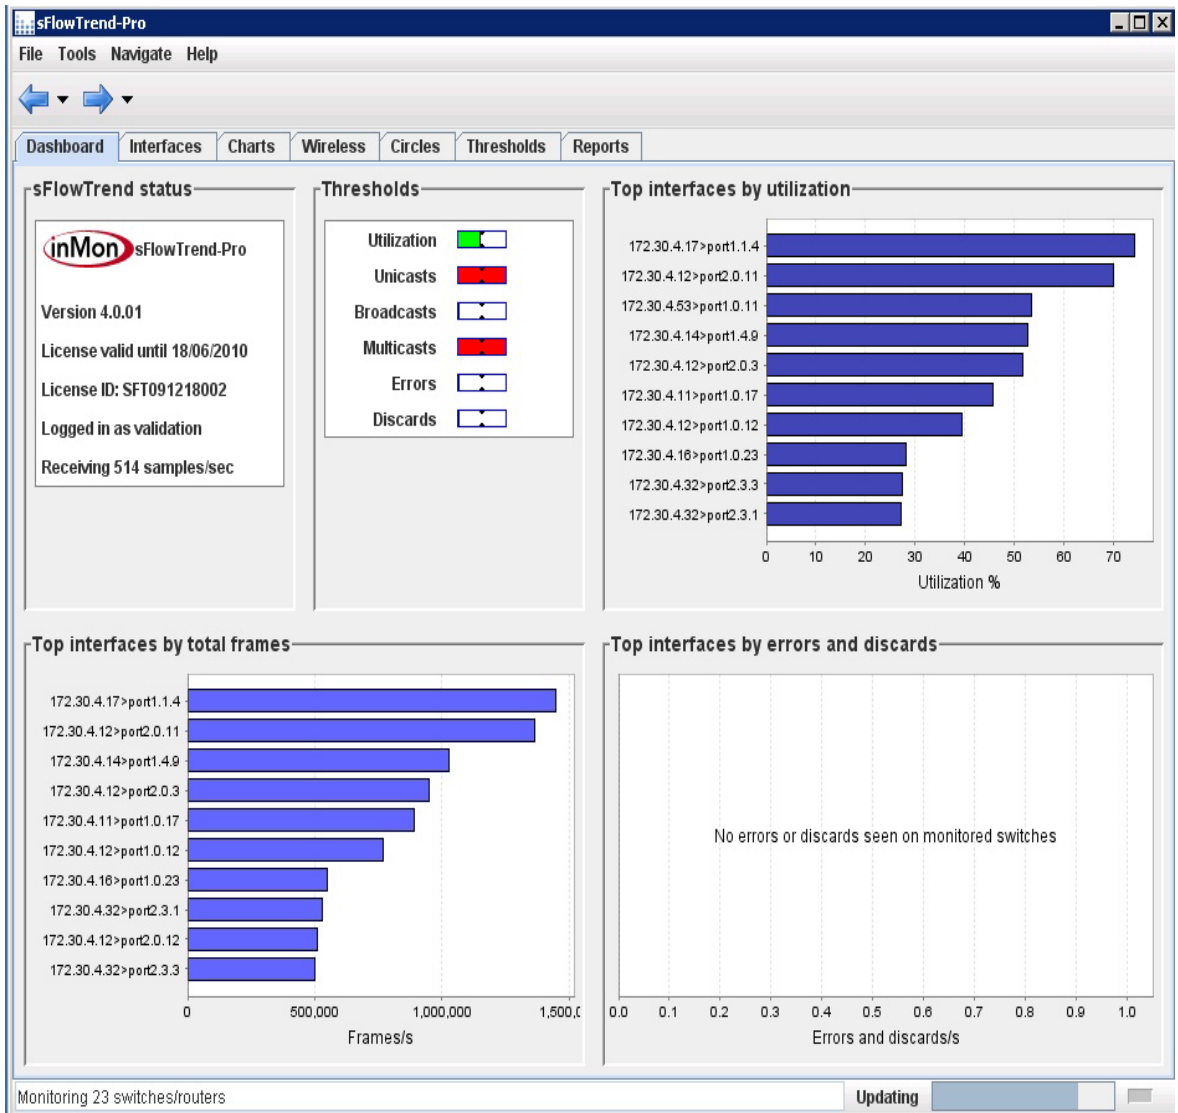 sFlowTrend-Pro
File Tools Navigate Help
Dashboard Interfaces Charts Wireless Circles Thresholds Reports
sFlowTrend status
inMon sFlowTrend-Pro
Version 4.0.01
License valid until 18/06/2010
License ID: SFT091218002
Logged in as validation
Receiving 514 samples/sec
Thresholds
Utilization
Unicasts
Broadcasts
Multicasts
Errors
Discards
Top interfaces by utilization
172.30.4.17>port1.1.4
172.30.4.12>port2.0.11
172.30.4.53>port1.0.11
172.30.4.14>port1.4.9
172.30.4.12>port2.0.3
172.30.4.11>port1.0.17
172.30.4.12>port1.0.12
172.30.4.16>port1.0.23
172.30.4.32>port2.3.3
172.30.4.32>port2.3.1
0 10 20 30 40 50 60 70
Utilization %
Top interfaces by total frames
172.30.4.17>port1.1.4
172.30.4.12>port2.0.11
172.30.4.14>port1.4.9
172.30.4.12>port2.0.3
172.30.4.11>port1.0.17
172.30.4.12>port1.0.12
172.30.4.16>port1.0.23
172.30.4.32>port2.3.1
172.30.4.12>port2.0.12
172.30.4.32>port2.3.3
0 500,000 1,000,000 1,500,0
Frames/s
Top interfaces by errors and discards
No errors or discards seen on monitored switches
0.0 0.1 0.2 0.3 0.4 0.5 0.6 0.7 0.8 0.9 1.0
Errors and discards/s
Monitoring 23 switches/routers
Updating